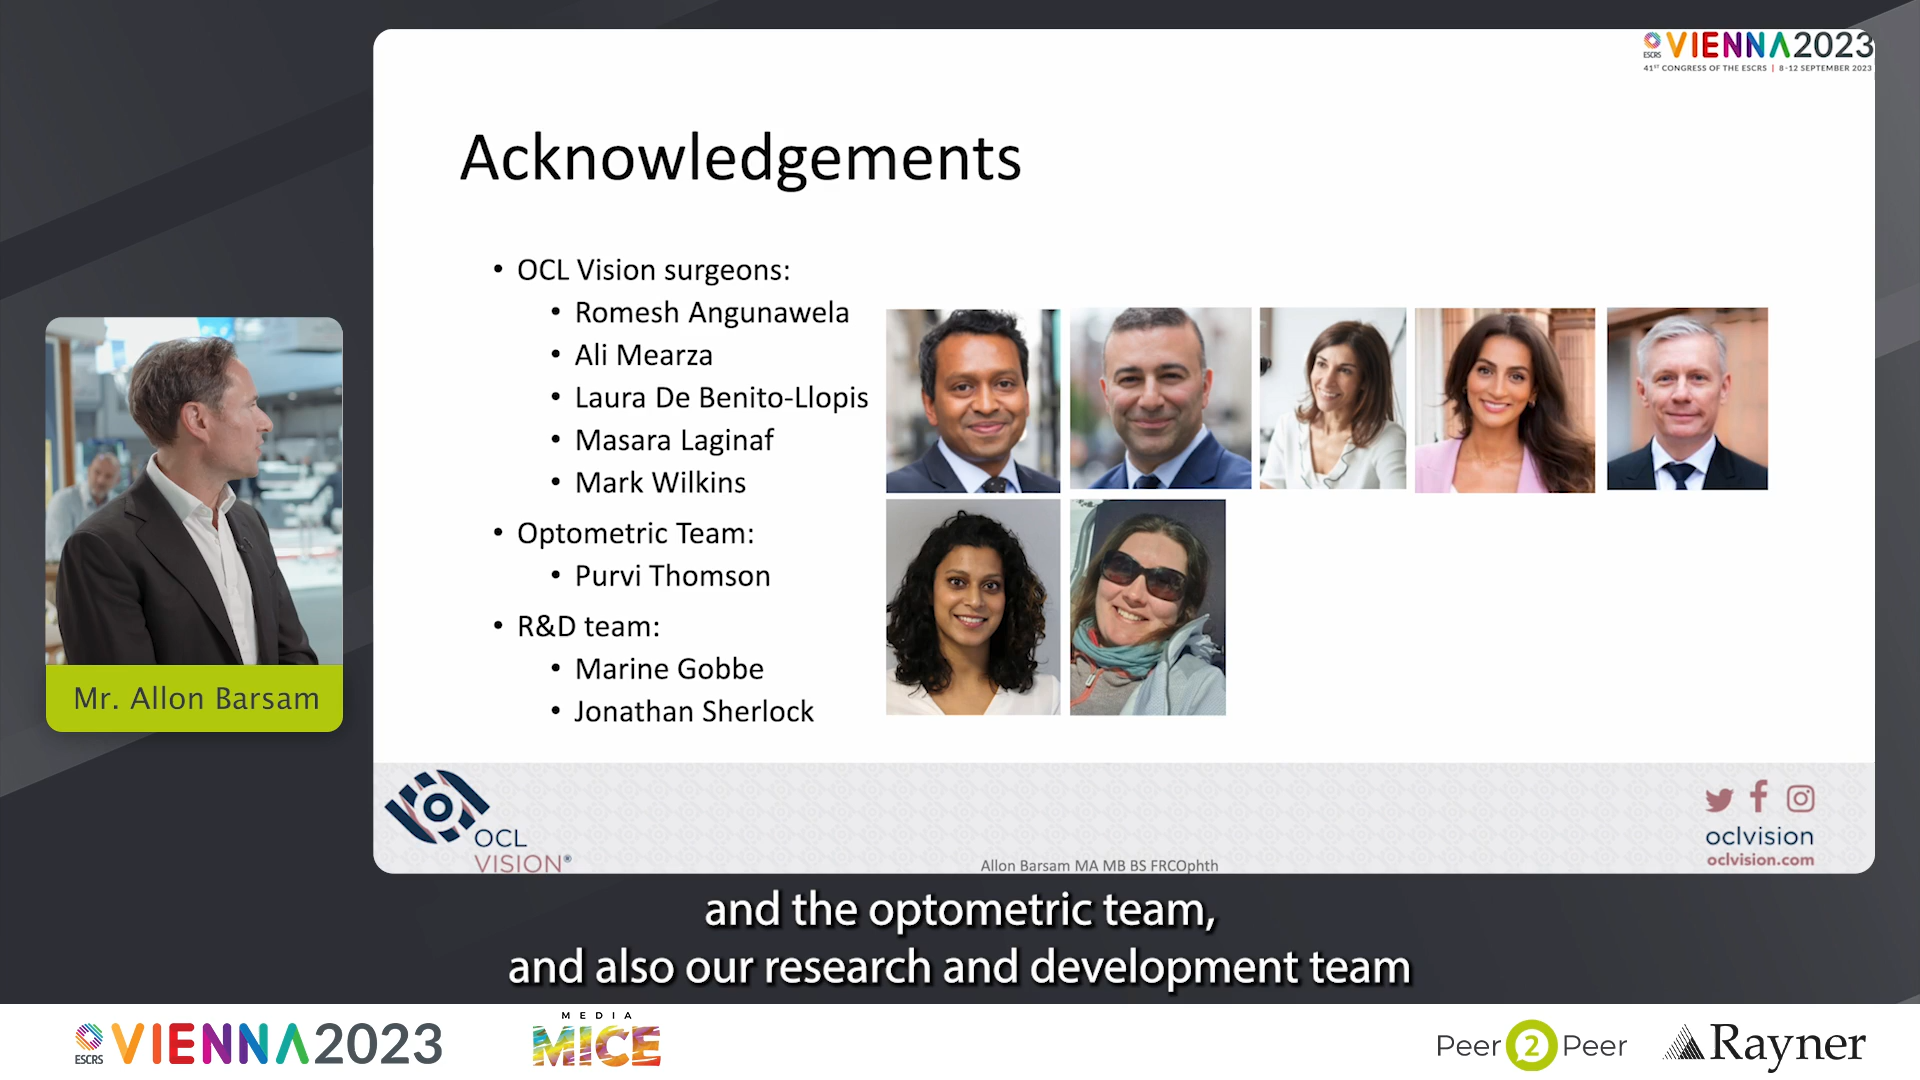 ESCRS VIENNA2023
41ST CONGRESS OF THE ESCRS | 8-12 SEPTEMBER 2023
Acknowledgements
• OCL Vision surgeons:
• Romesh Angunawela
• Ali Mearza
• Laura De Benito-Llopis
• Masara Laginaf
• Mark Wilkins
• Optometric Team:
• Purvi Thomson
• R&D team:
• Marine Gobbe
• Jonathan Sherlock
Mr. Allon Barsam
OCL
VISION®
Allon Barsam MA MB BS FRCOphth
oclvision
oclvision.com
and the optometric team,
and also our research and development team
ESCRS VIENNA2023
MEDIA
MICE
Peer 2 Peer
Rayner